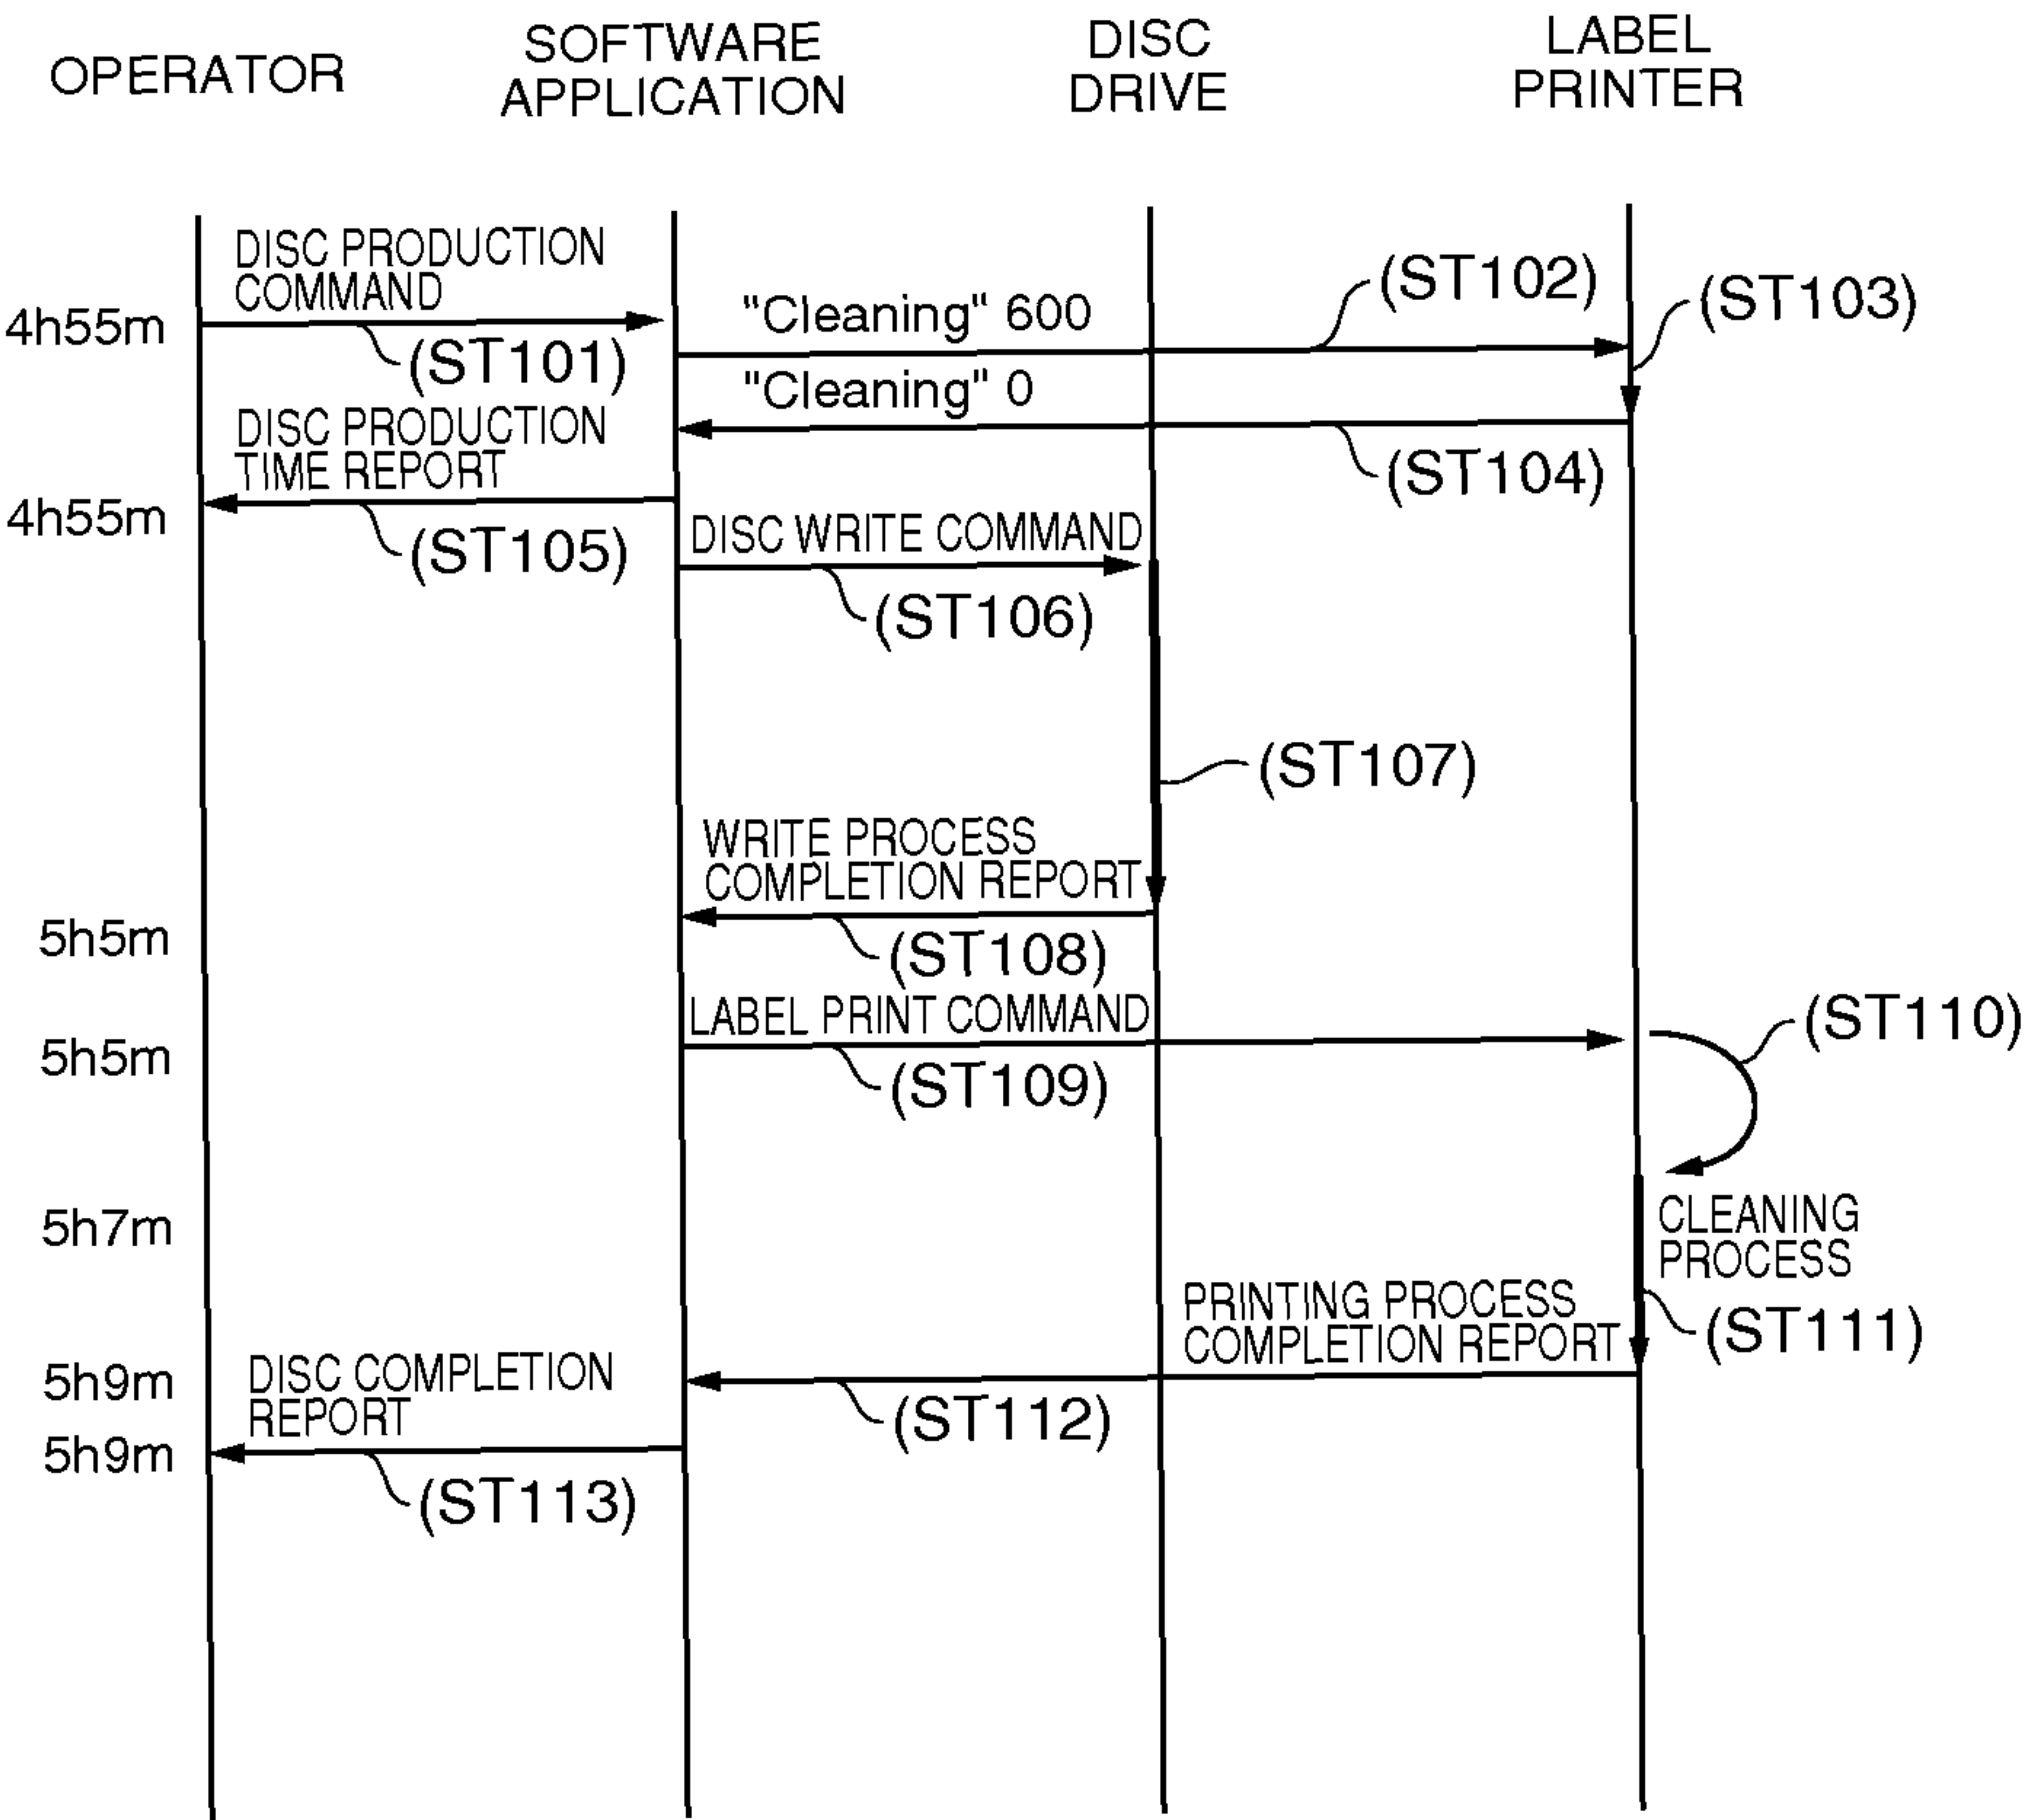 OPERATOR
SOFTWARE
APPLICATION
DISC
DRIVE
LABEL
PRINTER
DISC PRODUCTION
COMMAND
4h55m
(ST101)
"Cleaning" 600
(ST102)
(ST103)
"Cleaning" 0
(ST104)
DISC PRODUCTION
TIME REPORT
4h55m
(ST105)
DISC WRITE COMMAND
(ST106)
(ST107)
WRITE PROCESS
COMPLETION REPORT
5h5m
(ST108)
LABEL PRINT COMMAND
5h5m
(ST109)
(ST110)
5h7m
CLEANING
PROCESS
(ST111)
PRINTING PROCESS
COMPLETION REPORT
5h9m
(ST112)
DISC COMPLETION
REPORT
5h9m
(ST113)